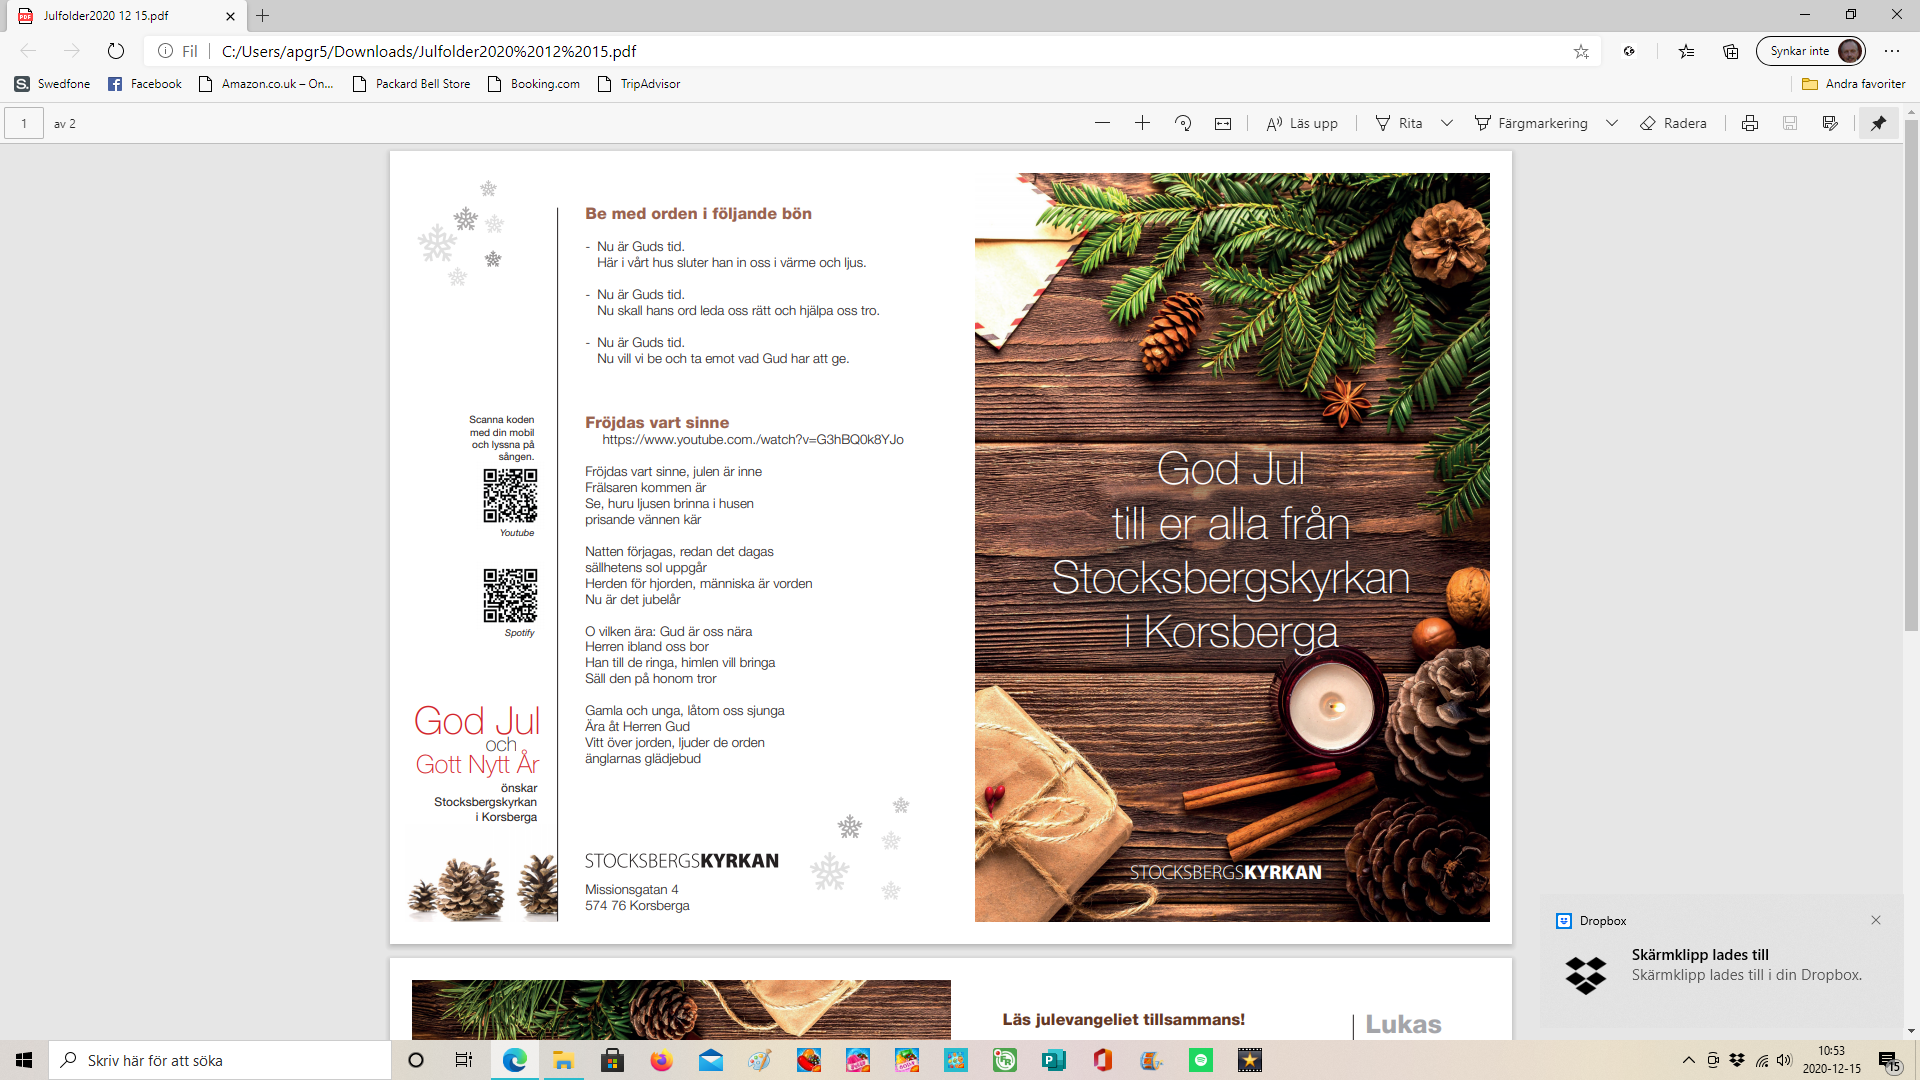 Julfolder2020 12 15.pdf
Fil
C:/Users/apgr5/Downloads/Julfolder2020%2012%2015.pdf
Synkar inte
Swedfone
Facebook
Amazon.co.uk – On...
Packard Bell Store
Booking.com
TripAdvisor
Andra favoriter
1
av 2
Läs upp
Rita
Färgmarkering
Radera
Scanna koden
med din mobil
och lyssna på
sången.
Youtube
Spotify
God Jul
och
Gott Nytt År
önskar
Stocksbergskyrkan
i Korsberga
Be med orden i följande bön
- Nu är Guds tid.
Här i vårt hus sluter han in oss i värme och ljus.
- Nu är Guds tid.
Nu skall hans ord leda oss rätt och hjälpa oss tro.
- Nu är Guds tid.
Nu vill vi be och ta emot vad Gud har att ge.
Fröjdas vart sinne
https://www.youtube.com./watch?v=G3hBQ0k8YJo
Fröjdas vart sinne, julen är inne
Frälsaren kommen är
Se, huru ljusen brinna i husen
prisande vännen kär
Natten förjagas, redan det dagas
sällhetens sol uppgår
Herden för hjorden, människa är vorden
Nu är det jubelår
O vilken ära: Gud är oss nära
Herren ibland oss bor
Han till de ringa, himlen vill bringa
Säll den på honom tror
Gamla och unga, låtom oss sjunga
Ära åt Herren Gud
Vitt över jorden, ljuder de orden
änglarnas glädjebud
STOCKSBERGSKYRKAN
Missionsgatan 4
574 76 Korsberga
God Jul
till er alla från
Stocksbergskyrkan
i Korsberga
STOCKSBERGSKYRKAN
Läs julevangeliet tillsammans!
Lukas
Dropbox
Skärmklipp lades till
Skärmklipp lades till i din Dropbox.
Skriv här för att söka
10:53
2020-12-15
15